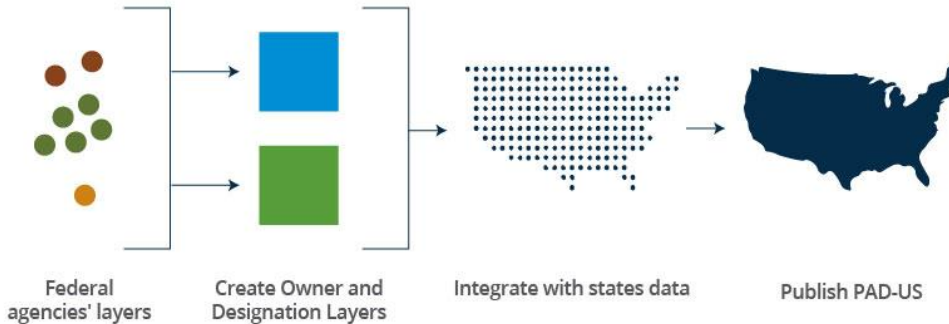 Federal
agencies' layers
Create Owner and
Designation Layers
Integrate with states data
Publish PAD-US